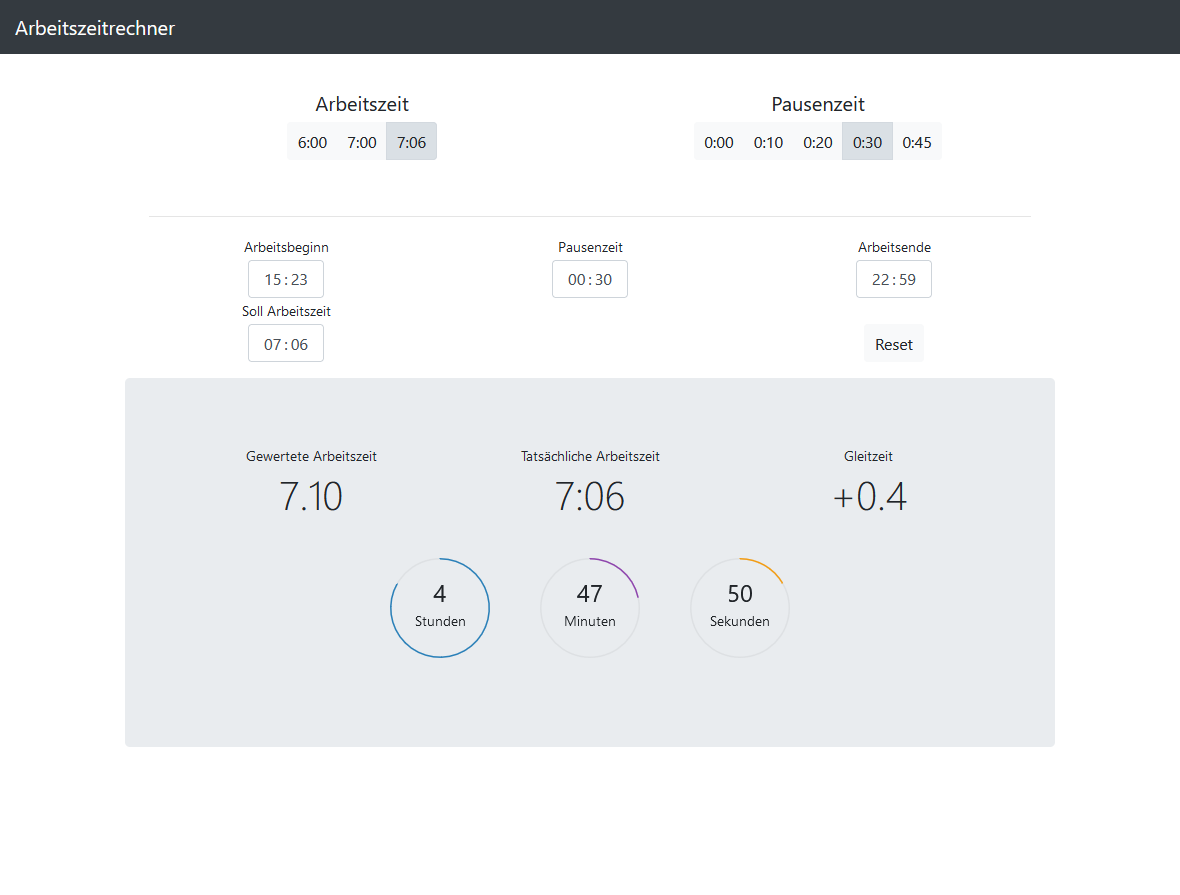 Arbeitszeitrechner
Arbeitszeit
6:00 7:00 7:06
Pausenzeit
0:00 0:10 0:20 0:30 0:45
Arbeitsbeginn
15:23
Pausenzeit
00:30
Arbeitsende
22:59
Soll Arbeitszeit
07:06
Reset
Gewertete Arbeitszeit
7.10
Tatsächliche Arbeitszeit
7:06
Gleitzeit
+0.4
4
Stunden
47
Minuten
50
Sekunden